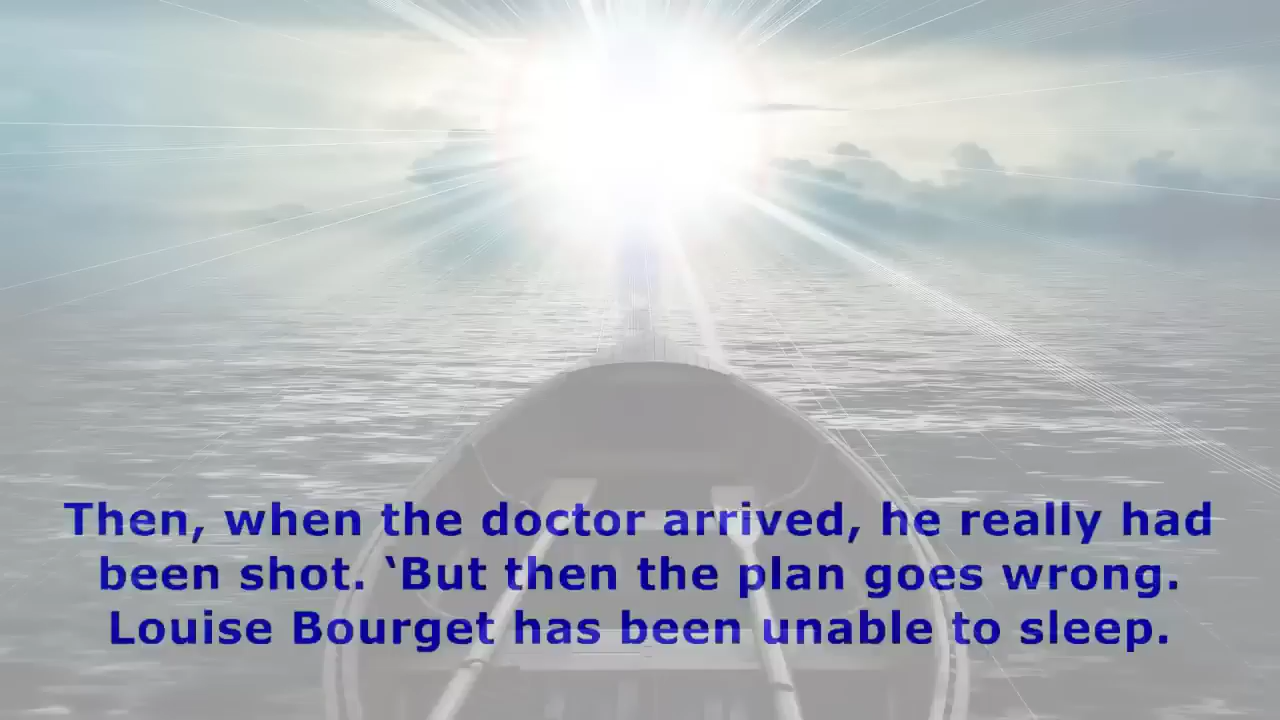 Then, when the doctor arrived, he really had
been shot. ‘But then the plan goes wrong.
Louise Bourget has been unable to sleep.